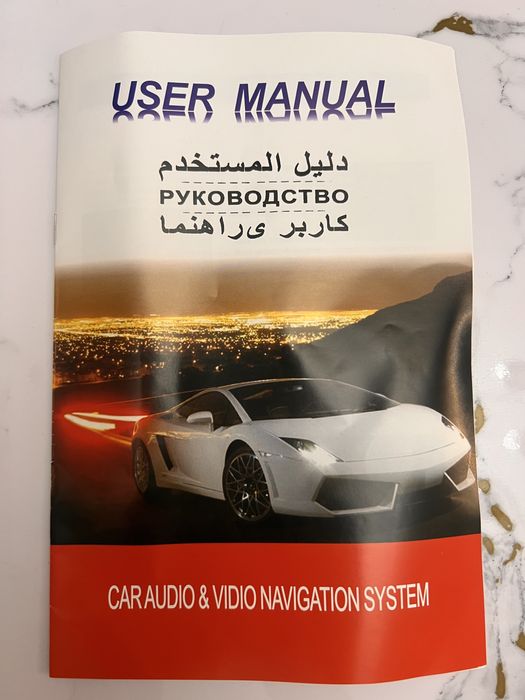 USER MANUAL
دليل المستخدم
РУКОВОДСТВО
کاربر ی‌راهنما
CAR AUDIO & VIDIO NAVIGATION SYSTEM